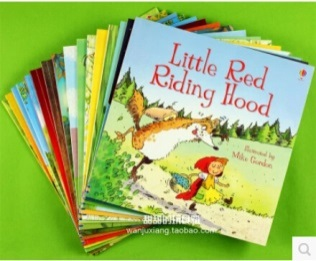 Little Red
Riding Hood
Illustrated by
Mike Gordon
wanjuxiang.taobao.com